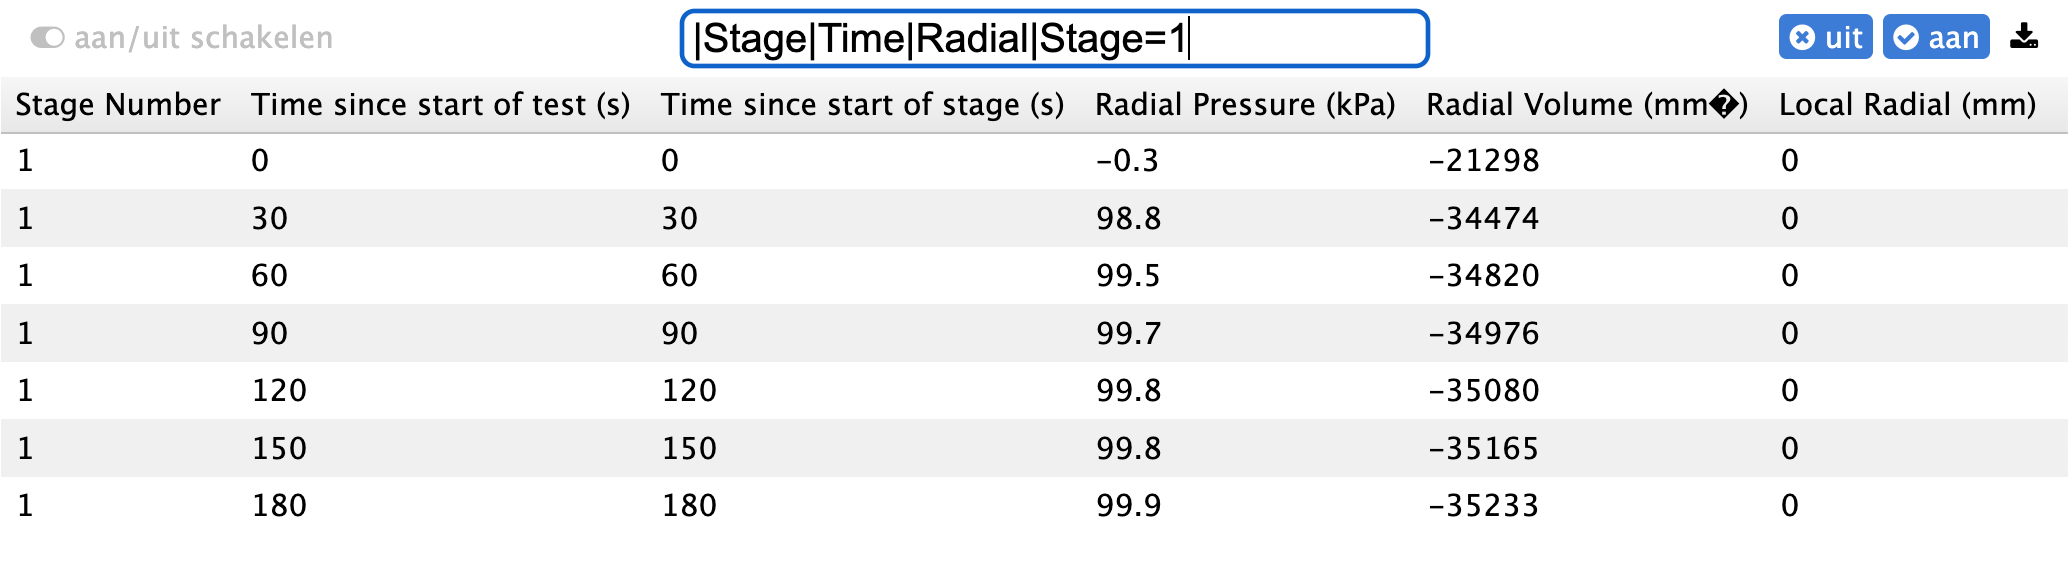 aan/uit schakelen |Stage|Time|Radial|Stage=1 uit aan
Stage Number Time since start of test (s) Time since start of stage (s) Radial Pressure (kPa) Radial Volume (mm�) Local Radial (mm)
1 0 0 -0.3 -21298 0
1 30 30 98.8 -34474 0
1 60 60 99.5 -34820 0
1 90 90 99.7 -34976 0
1 120 120 99.8 -35080 0
1 150 150 99.8 -35165 0
1 180 180 99.9 -35233 0